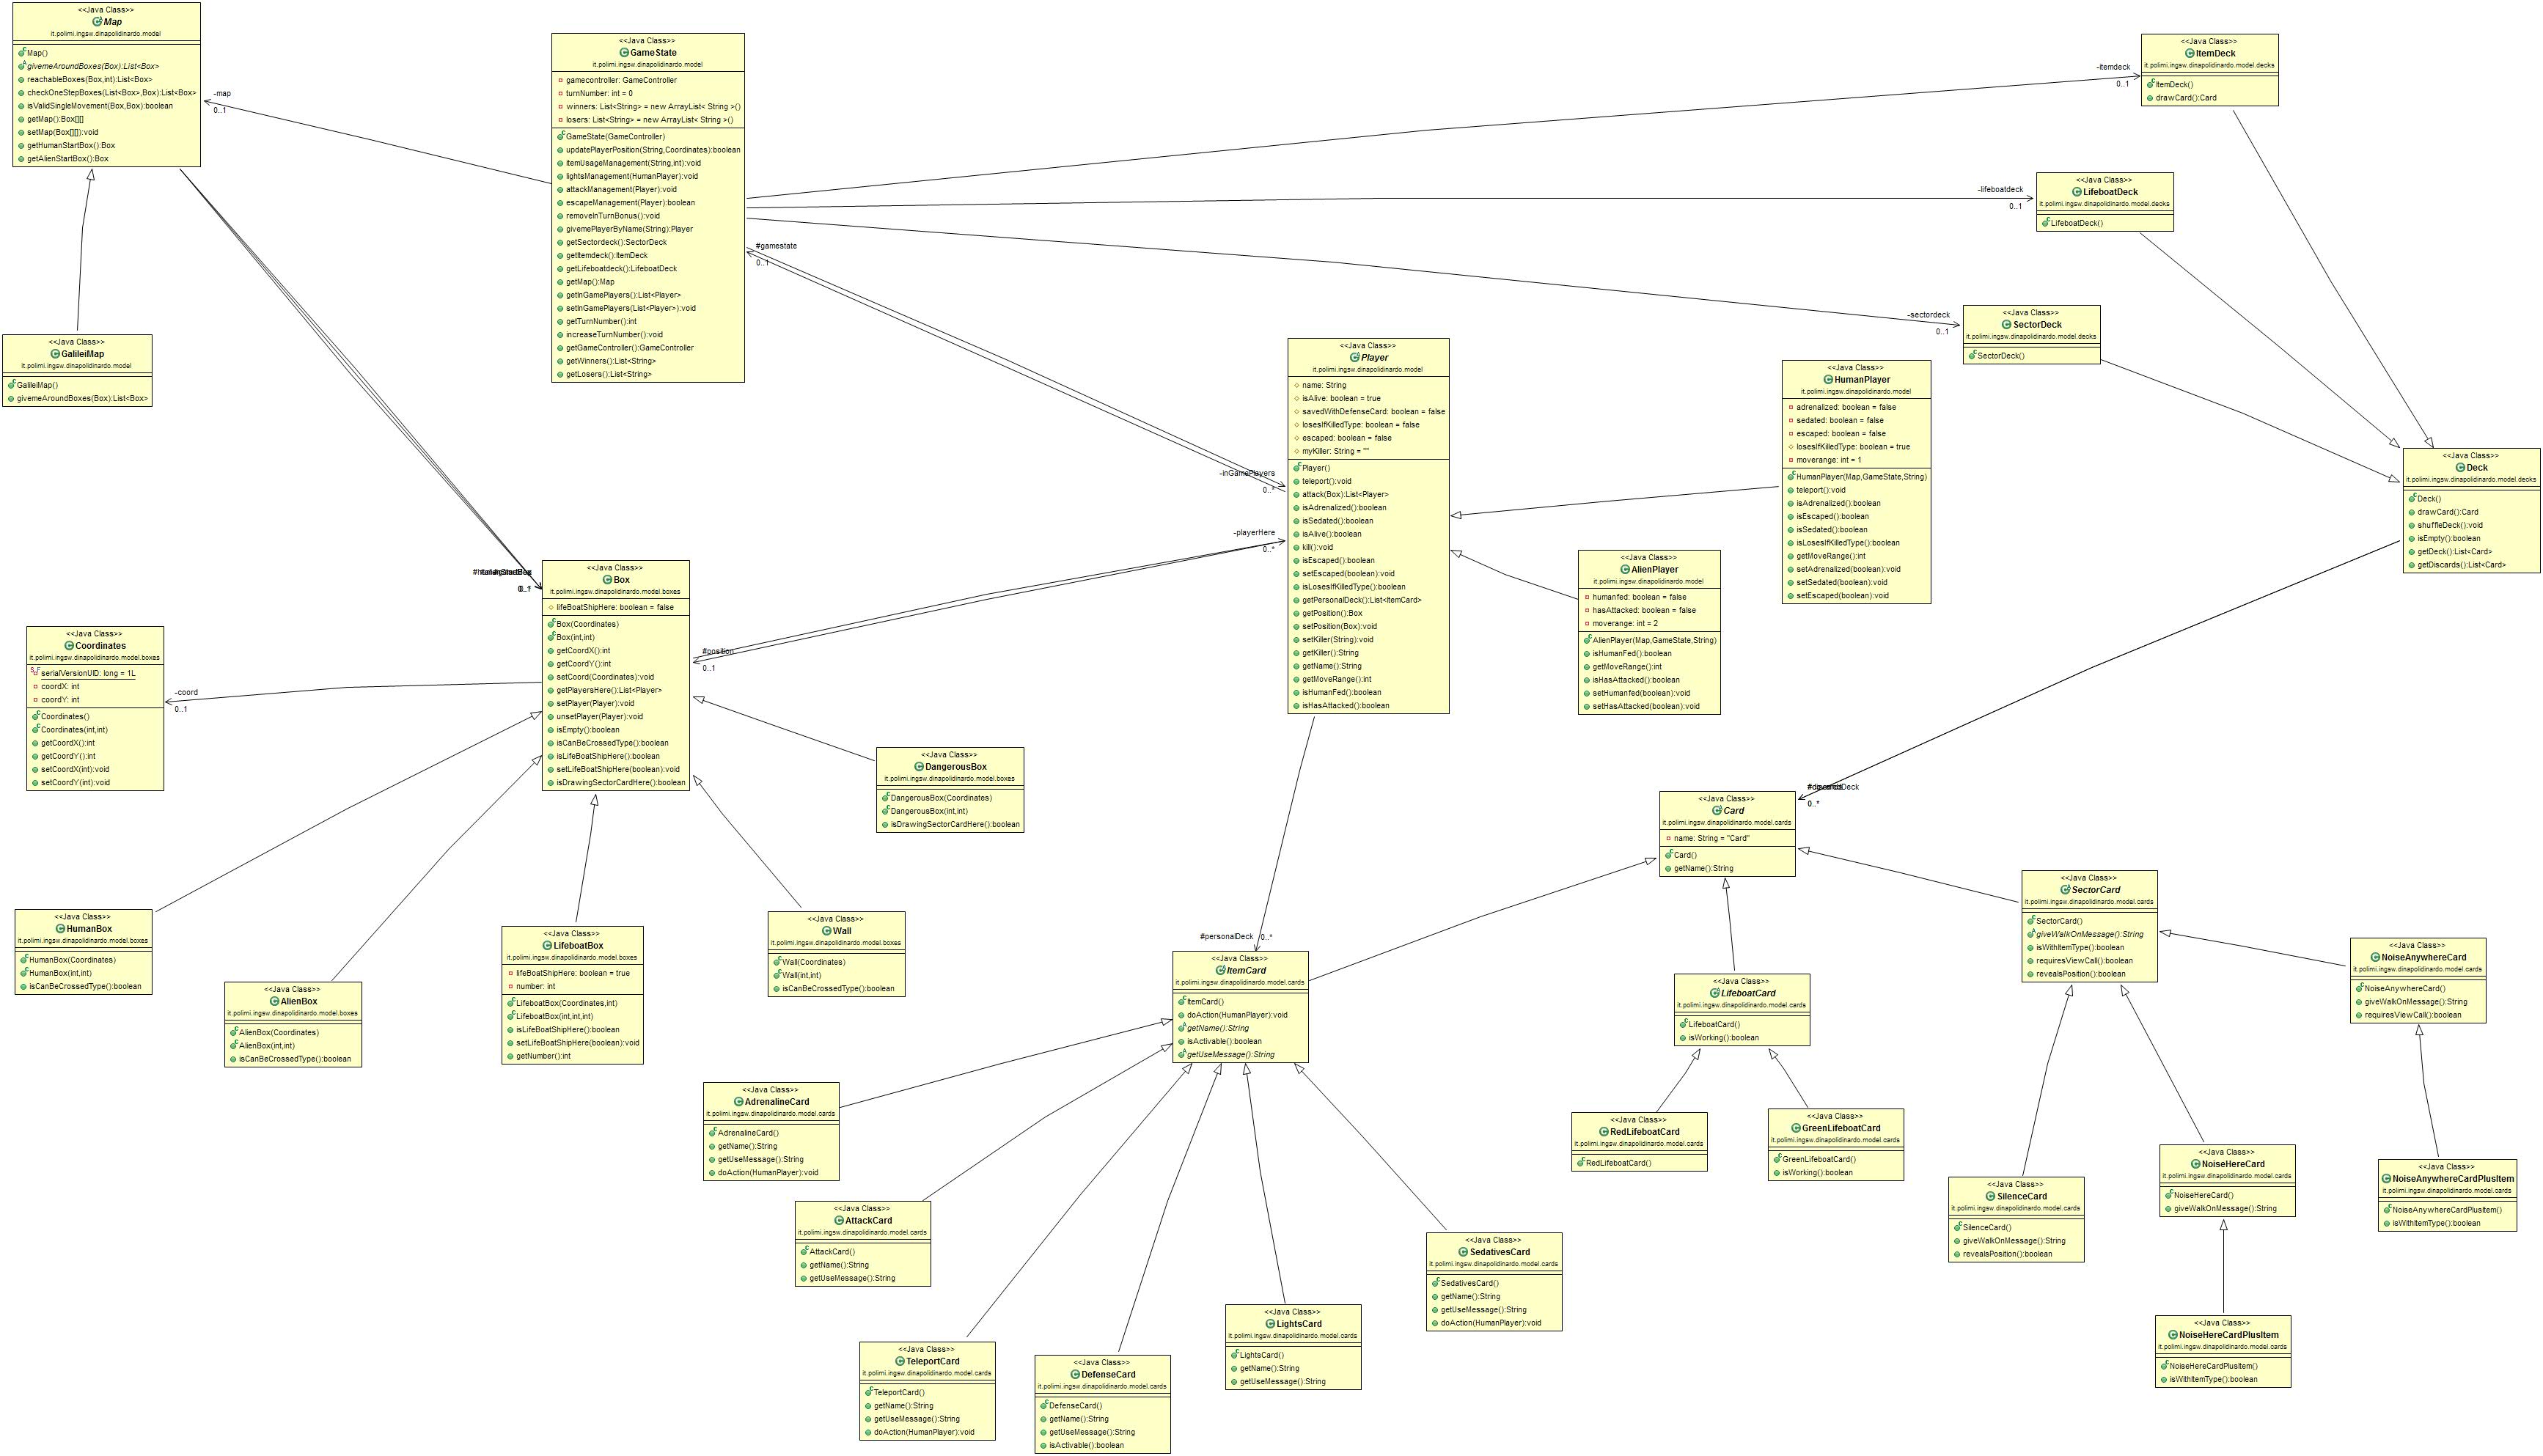 <<Java Class>>
Map
it.polimi.ingsw.dinapolidinardo.model
Map()
givemeAroundBoxes(Box):List<Box>
reachableBoxes(Box,int):List<Box>
checkOneStepBoxes(List<Box>,Box):List<Box>
isValidSingleMovement(Box,Box):boolean
getMap():Box[][]
setMap(Box[][]):void
getHumanStartBox():Box
getAlienStartBox():Box
-map
0..1
<<Java Class>>
GameState
it.polimi.ingsw.dinapolidinardo.model
gamecontroller: GameController
turnNumber: int = 0
winners: List<String> = new ArrayList< String >()
losers: List<String> = new ArrayList< String >()
GameState(GameController)
updatePlayerPosition(String,Coordinates):boolean
itemUsageManagement(String,int):void
lightsManagement(HumanPlayer):void
attackManagement(Player):void
escapeManagement(Player):boolean
removeInTurnBonus():void
givemePlayerByName(String):Player
getSectordeck():SectorDeck
getItemdeck():ItemDeck
getLifeboatdeck():LifeboatDeck
getMap():Map
getInGamePlayers():List<Player>
setInGamePlayers(List<Player>):void
getTurnNumber():int
increaseTurnNumber():void
getGameController():GameController
getWinners():List<String>
getLosers():List<String>
-itemdeck
0..1
<<Java Class>>
ItemDeck
it.polimi.ingsw.dinapolidinardo.model.decks
ItemDeck()
drawCard():Card
-lifeboatdeck
0..1
<<Java Class>>
LifeboatDeck
it.polimi.ingsw.dinapolidinardo.model.decks
LifeboatDeck()
-sectordeck
0..1
<<Java Class>>
SectorDeck
it.polimi.ingsw.dinapolidinardo.model.decks
SectorDeck()
#gamestate
0..1
<<Java Class>>
GalileiMap
it.polimi.ingsw.dinapolidinardo.model
GalileiMap()
givemeAroundBoxes(Box):List<Box>
-inGamePlayers
0..*
-playerHere
0..*
<<Java Class>>
Player
it.polimi.ingsw.dinapolidinardo.model
name: String
isAlive: boolean = true
savedWithDefenseCard: boolean = false
losesIfKilledType: boolean = false
escaped: boolean = false
myKiller: String = ""
Player()
teleport():void
attack(Box):List<Player>
isAdrenalized():boolean
isSedated():boolean
isAlive():boolean
kill():void
isEscaped():boolean
setEscaped(boolean):void
isLosesIfKilledType():boolean
getPersonalDeck():List<ItemCard>
getPosition():Box
setPosition(Box):void
setKiller(String):void
getKiller():String
getName():String
getMoveRange():int
isHumanFed():boolean
isHasAttacked():boolean
<<Java Class>>
HumanPlayer
it.polimi.ingsw.dinapolidinardo.model
adrenalized: boolean = false
sedated: boolean = false
escaped: boolean = false
losesIfKilledType: boolean = true
moverange: int = 1
HumanPlayer(Map,GameState,String)
teleport():void
isAdrenalized():boolean
isEscaped():boolean
isSedated():boolean
isLosesIfKilledType():boolean
getMoveRange():int
setAdrenalized(boolean):void
setSedated(boolean):void
setEscaped(boolean):void
<<Java Class>>
AlienPlayer
it.polimi.ingsw.dinapolidinardo.model
humanfed: boolean = false
hasAttacked: boolean = false
moverange: int = 2
AlienPlayer(Map,GameState,String)
isHumanFed():boolean
getMoveRange():int
isHasAttacked():boolean
setHumanfed(boolean):void
setHasAttacked(boolean):void
<<Java Class>>
Deck
it.polimi.ingsw.dinapolidinardo.model.decks
Deck()
drawCard():Card
shuffleDeck():void
isEmpty():boolean
getDeck():List<Card>
getDiscards():List<Card>
<<Java Class>>
Box
it.polimi.ingsw.dinapolidinardo.model.boxes
lifeBoatShipHere: boolean = false
Box(Coordinates)
Box(int,int)
getCoordX():int
getCoordY():int
setCoord(Coordinates):void
getPlayersHere():List<Player>
setPlayer(Player):void
unsetPlayer(Player):void
isEmpty():boolean
isCanBeCrossedType():boolean
isLifeBoatShipHere():boolean
setLifeBoatShipHere(boolean):void
isDrawingSectorCardHere():boolean
#position
0..1
<<Java Class>>
Coordinates
it.polimi.ingsw.dinapolidinardo.model.boxes
serialVersionUID: long = 1L
coordX: int
coordY: int
Coordinates()
Coordinates(int,int)
getCoordX():int
getCoordY():int
setCoordX(int):void
setCoordY(int):void
-coord
0..1
<<Java Class>>
DangerousBox
it.polimi.ingsw.dinapolidinardo.model.boxes
DangerousBox(Coordinates)
DangerousBox(int,int)
isDrawingSectorCardHere():boolean
<<Java Class>>
HumanBox
it.polimi.ingsw.dinapolidinardo.model.boxes
HumanBox(Coordinates)
HumanBox(int,int)
isCanBeCrossedType():boolean
<<Java Class>>
AlienBox
it.polimi.ingsw.dinapolidinardo.model.boxes
AlienBox(Coordinates)
AlienBox(int,int)
isCanBeCrossedType():boolean
<<Java Class>>
LifeboatBox
it.polimi.ingsw.dinapolidinardo.model.boxes
lifeBoatShipHere: boolean = true
number: int
LifeboatBox(Coordinates,int)
LifeboatBox(int,int,int)
isLifeBoatShipHere():boolean
setLifeBoatShipHere(boolean):void
getNumber():int
<<Java Class>>
Wall
it.polimi.ingsw.dinapolidinardo.model.boxes
Wall(Coordinates)
Wall(int,int)
isCanBeCrossedType():boolean
0..*
<<Java Class>>
Card
it.polimi.ingsw.dinapolidinardo.model.cards
name: String = "Card"
Card()
getName():String
#personalDeck
0..*
<<Java Class>>
ItemCard
it.polimi.ingsw.dinapolidinardo.model.cards
ItemCard()
doAction(HumanPlayer):void
getName():String
isActivable():boolean
getUseMessage():String
<<Java Class>>
LifeboatCard
it.polimi.ingsw.dinapolidinardo.model.cards
LifeboatCard()
isWorking():boolean
<<Java Class>>
SectorCard
it.polimi.ingsw.dinapolidinardo.model.cards
SectorCard()
giveWalkOnMessage():String
isWithItemType():boolean
requiresViewCall():boolean
revealsPosition():boolean
<<Java Class>>
NoiseAnywhereCard
it.polimi.ingsw.dinapolidinardo.model.cards
NoiseAnywhereCard()
giveWalkOnMessage():String
requiresViewCall():boolean
<<Java Class>>
AdrenalineCard
it.polimi.ingsw.dinapolidinardo.model.cards
AdrenalineCard()
getName():String
getUseMessage():String
doAction(HumanPlayer):void
<<Java Class>>
AttackCard
it.polimi.ingsw.dinapolidinardo.model.cards
AttackCard()
getName():String
getUseMessage():String
<<Java Class>>
TeleportCard
it.polimi.ingsw.dinapolidinardo.model.cards
TeleportCard()
getName():String
getUseMessage():String
doAction(HumanPlayer):void
<<Java Class>>
DefenseCard
it.polimi.ingsw.dinapolidinardo.model.cards
DefenseCard()
getName():String
getUseMessage():String
isActivable():boolean
<<Java Class>>
LightsCard
it.polimi.ingsw.dinapolidinardo.model.cards
LightsCard()
getName():String
getUseMessage():String
<<Java Class>>
SedativesCard
it.polimi.ingsw.dinapolidinardo.model.cards
SedativesCard()
getName():String
getUseMessage():String
doAction(HumanPlayer):void
<<Java Class>>
RedLifeboatCard
it.polimi.ingsw.dinapolidinardo.model.cards
RedLifeboatCard()
<<Java Class>>
GreenLifeboatCard
it.polimi.ingsw.dinapolidinardo.model.cards
GreenLifeboatCard()
isWorking():boolean
<<Java Class>>
SilenceCard
it.polimi.ingsw.dinapolidinardo.model.cards
SilenceCard()
giveWalkOnMessage():String
revealsPosition():boolean
<<Java Class>>
NoiseHereCard
it.polimi.ingsw.dinapolidinardo.model.cards
NoiseHereCard()
giveWalkOnMessage():String
<<Java Class>>
NoiseAnywhereCardPlusItem
it.polimi.ingsw.dinapolidinardo.model.cards
NoiseAnywhereCardPlusItem()
isWithItemType():boolean
<<Java Class>>
NoiseHereCardPlusItem
it.polimi.ingsw.dinapolidinardo.model.cards
NoiseHereCardPlusItem()
isWithItemType():boolean